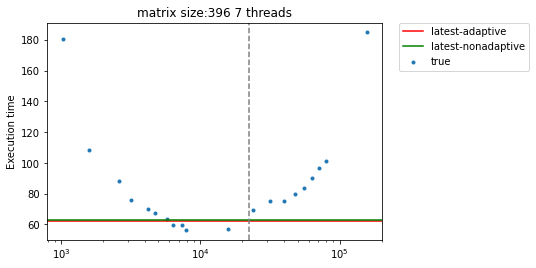 matrix size:396 7 threads
latest-adaptive
latest-nonadaptive
true
Execution time
180
160
140
120
100
80
60
10³
10⁴
10⁵